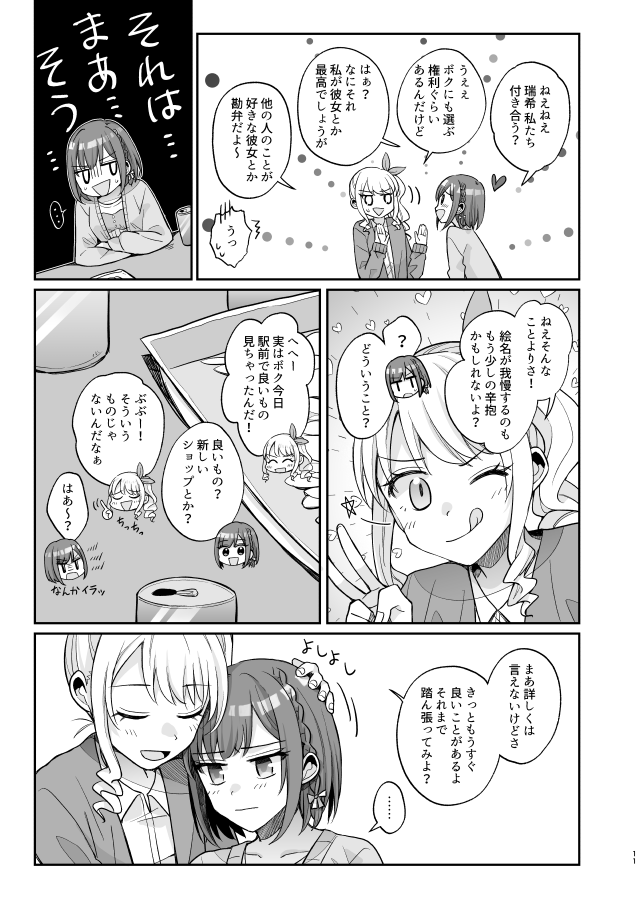 ねえねえ
瑞希私たち
付き合う?
うぇえ
ボクにも選ぶ
権利ぐらい
あるんだけど
はぁ?
なにそれ
私が彼女とか
最高でしょうが
他の人のことが
好きな彼女とか
勘弁だよ〜
うっ
それは…
まあ…
そう…
…
ねえそんな
ことよりさ!
絵名が我慢するのも
もう少しの辛抱
かもしれないよ?
?
どういうこと?
へへー
実はボク今日
駅前で良いもの
見ちゃったんだ!
良いもの?
新しい
ショップとか?
ぶぶー!
そういう
ものじゃ
ないんだなぁ
ちっちっ
はあ〜?
なんかイラッ
まあ詳しくは
言えないけどさ
きっともうすぐ
良いことがあるよ
それまで
踏ん張ってみよ?
よしよし
……
11